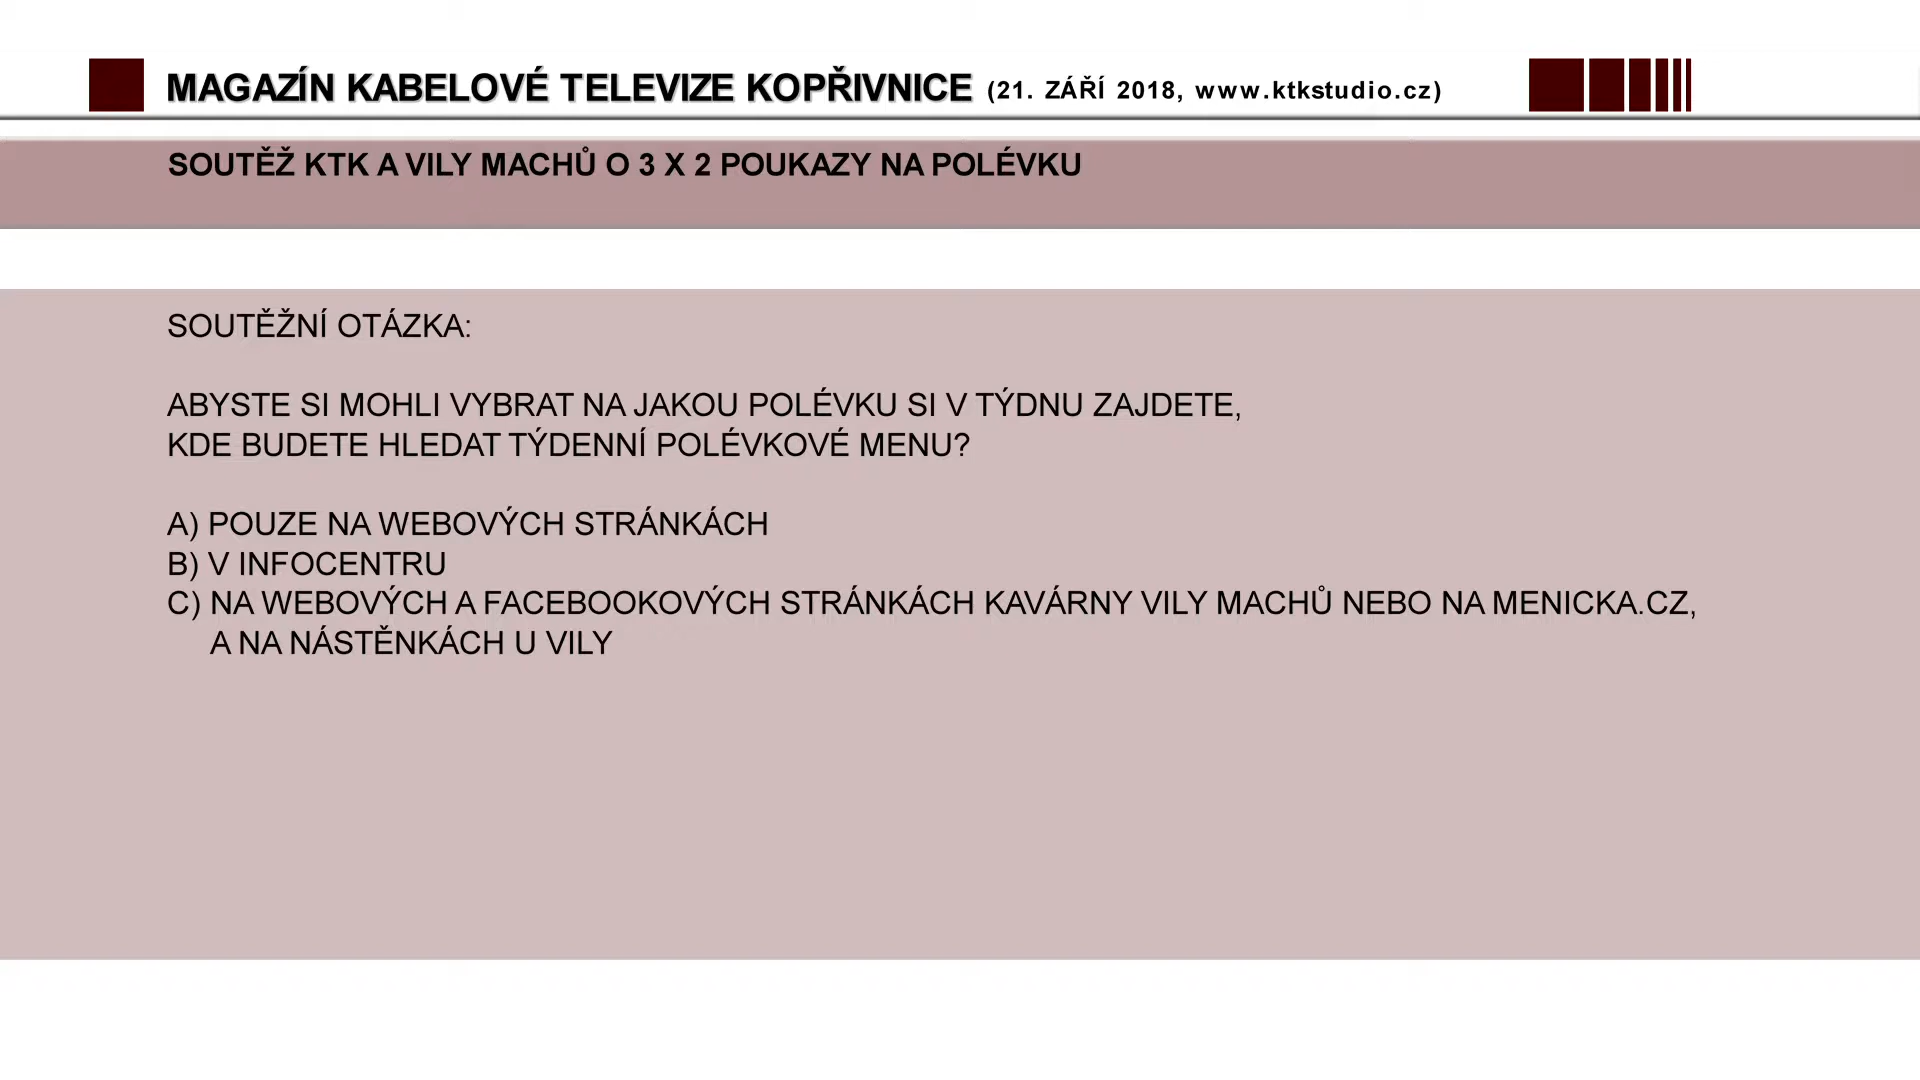 MAGAZÍN KABELOVÉ TELEVIZE KOPŘIVNICE (21. ZÁŘÍ 2018, www.ktkstudio.cz)
SOUTĚŽ KTK A VILY MACHŮ O 3 X 2 POUKAZY NA POLÉVKU
SOUTĚŽNÍ OTÁZKA:
ABYSTE SI MOHLI VYBRAT NA JAKOU POLÉVKU SI V TÝDNU ZAJDETE,
KDE BUDETE HLEDAT TÝDENNÍ POLÉVKOVÉ MENU?
A) POUZE NA WEBOVÝCH STRÁNKÁCH
B) V INFOCENTRU
C) NA WEBOVÝCH A FACEBOOKOVÝCH STRÁNKÁCH KAVÁRNY VILY MACHŮ NEBO NA MENICKA.CZ,
A NA NÁSTĚNKÁCH U VILY